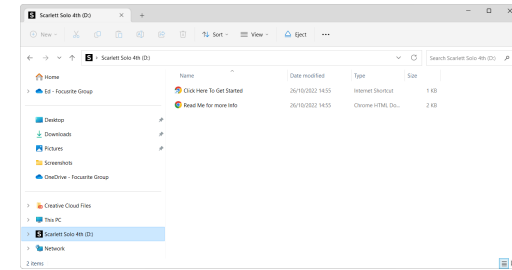 S Scarlett Solo 4th (D:)
New Sort View Eject ...
S > Scarlett Solo 4th (D:) Search Scarlett Solo 4th (D:)
Name Date modified Type Size
Home
Ed - Focusrite Group
Click Here To Get Started 26/10/2022 14:55 Internet Shortcut 1 KB
Read Me for more info 26/10/2022 14:55 Chrome HTML Do... 2 KB
Desktop
Downloads
Pictures
Screenshots
OneDrive - Focusrite Group
Creative Cloud Files
This PC
S Scarlett Solo 4th (D:)
Network
2 items